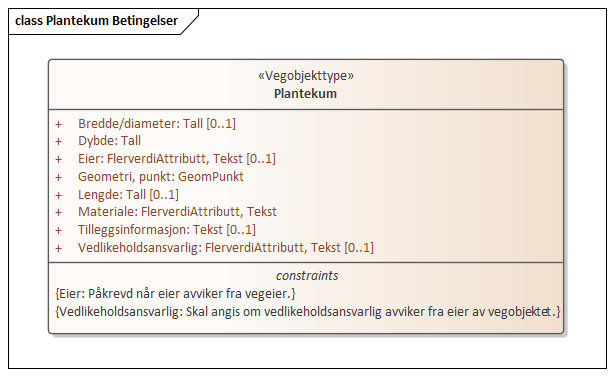 class Plantekum Betingelser
«Vegobjekttype»
Plantekum
+ Bredde/diameter: Tall [0..1]
+ Dybde: Tall
+ Eier: FlerverdiAttributt, Tekst [0..1]
+ Geometri, punkt: GeomPunkt
+ Lengde: Tall [0..1]
+ Materiale: FlerverdiAttributt, Tekst
+ Tilleggsinformasjon: Tekst [0..1]
+ Vedlikeholdsansvarlig: FlerverdiAttributt, Tekst [0..1]
constraints
{Eier: Påkrevd når eier avviker fra vegeier.}
{Vedlikeholdsansvarlig: Skal angis om vedlikeholdsansvarlig avviker fra eier av vegobjektet.}